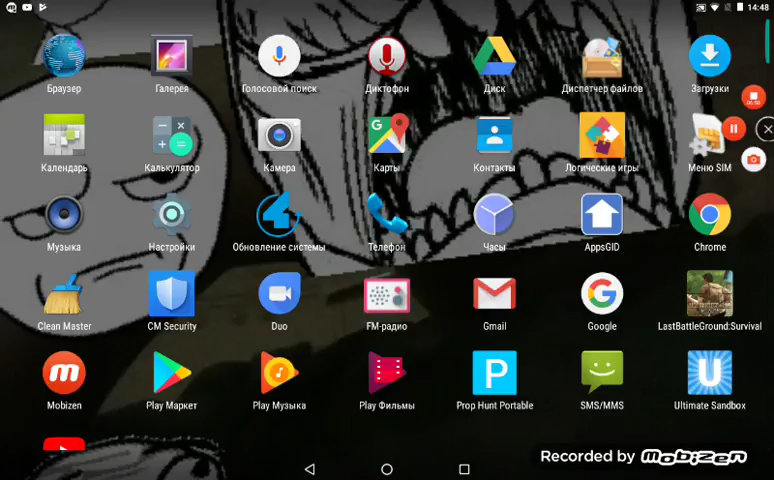 14:48
Браузер
Галерея
Голосовой поиск
Диктофон
Диск
Диспетчер файлов
Загрузки
Календарь
Калькулятор
Камера
Карты
Контакты
Логические игры
Меню SIM
Музыка
Настройки
Обновление системы
Телефон
Часы
AppsGID
Chrome
Clean Master
CM Security
Duo
FM-радио
Gmail
Google
LastBattleGround:Survival
Mobizen
Play Маркет
Play Музыка
Play Фильмы
Prop Hunt Portable
SMS/MMS
Ultimate Sandbox
Recorded by mobizen